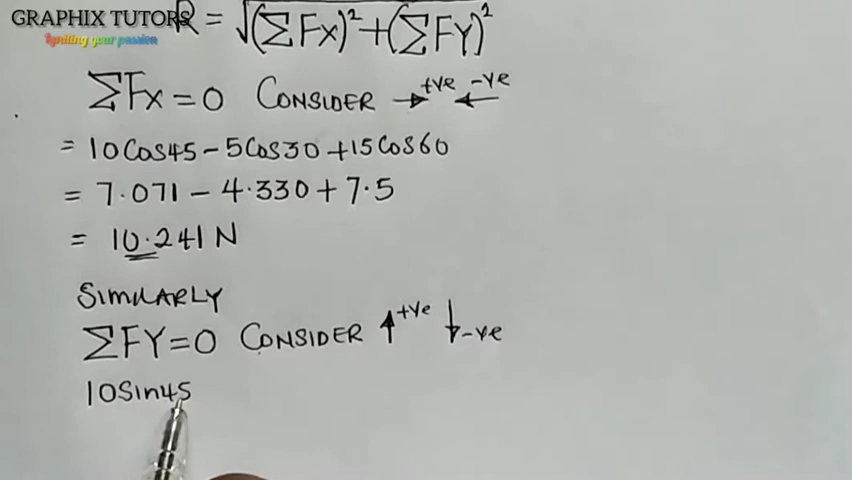 GRAPHIX TUTORS
Igniting your passion
R = √(ΣFx)²+(ΣFY)²
ΣFx = 0 CONSIDER → +ve -ve ←
= 10Cos45 - 5Cos30 + 15Cos60
= 7.071 - 4.330 + 7.5
= 10.241 N
SIMILARLY
ΣFY = 0 CONSIDER ↑ +ve ↓ -ve
10Sin45